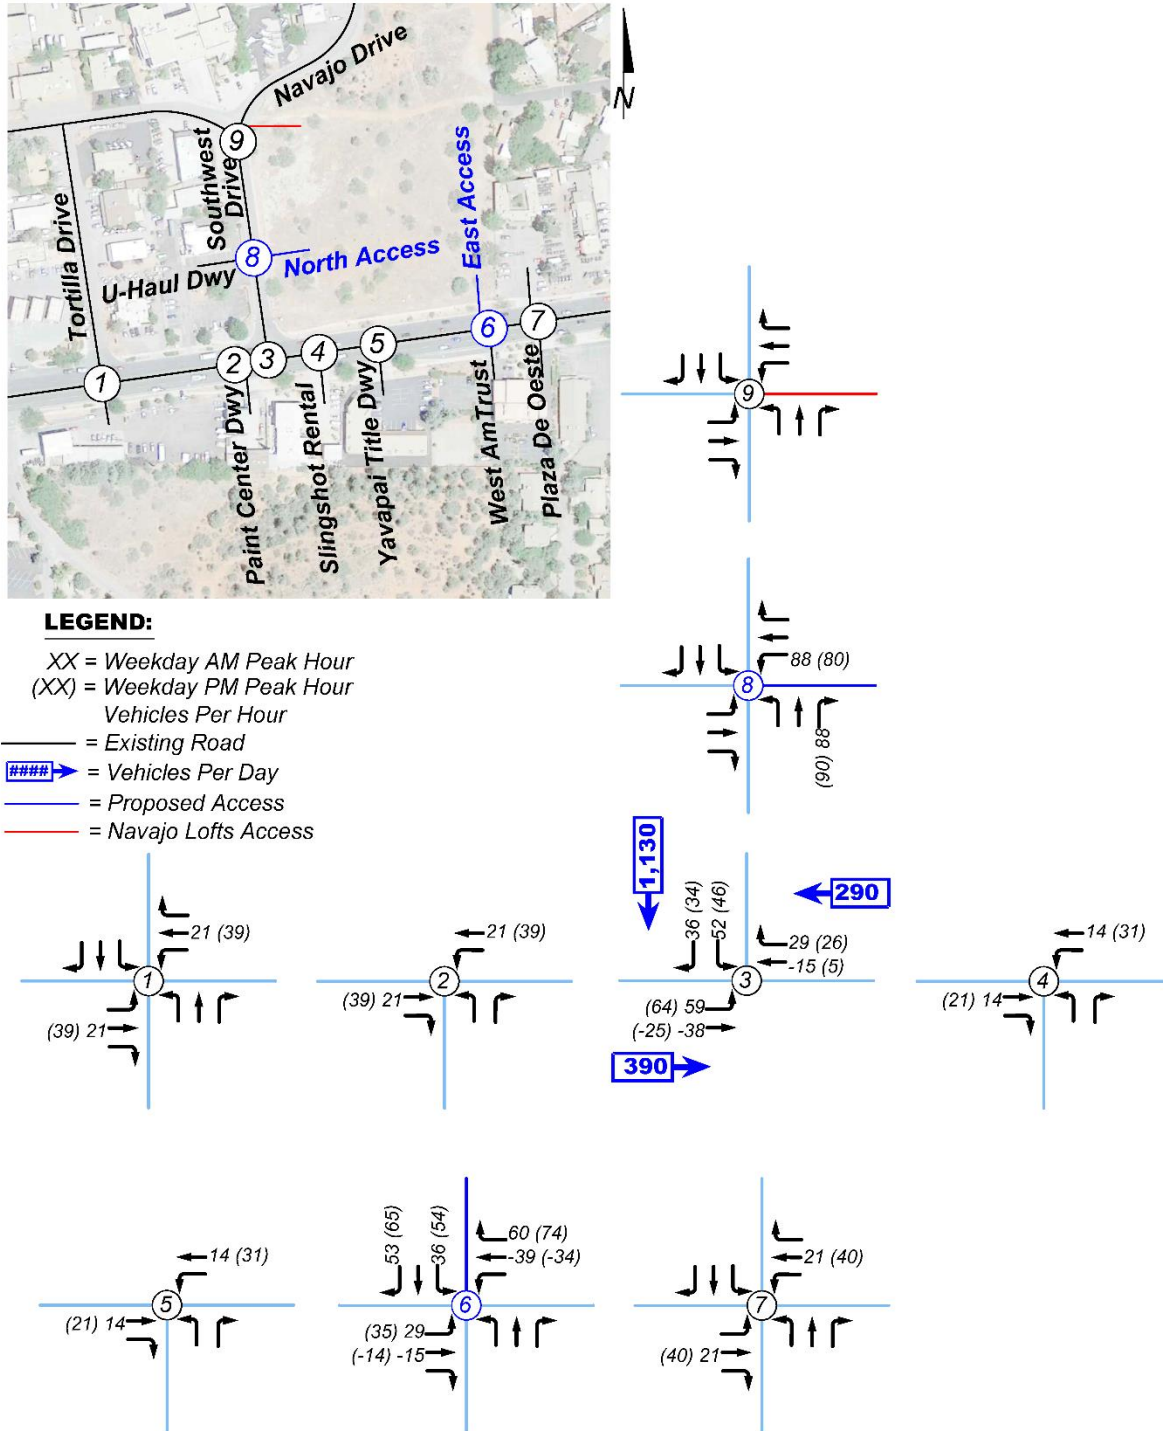 Navajo Drive
N
9
Southwest
Drive
Tortilla Drive
East Access
8
North Access
U-Haul Dwy
1
2
3
4
5
6
7
Paint Center Dwy
Slingshot Rental
Yavapai Title Dwy
West AmTrust
Plaza De Oeste
9
LEGEND:
XX = Weekday AM Peak Hour
(XX) = Weekday PM Peak Hour
Vehicles Per Hour
= Existing Road
#### = Vehicles Per Day
= Proposed Access
= Navajo Lofts Access
88 (80)
8
(90) 88
1,130
290
36 (34)
52 (46)
21 (39)
1
(39) 21
21 (39)
2
(39) 21
29 (26)
-15 (5)
3
(64) 59
(-25) -38
390
14 (31)
4
(21) 14
14 (31)
5
(21) 14
53 (65)
36 (54)
60 (74)
-39 (-34)
6
(35) 29
(-14) -15
21 (40)
7
(40) 21